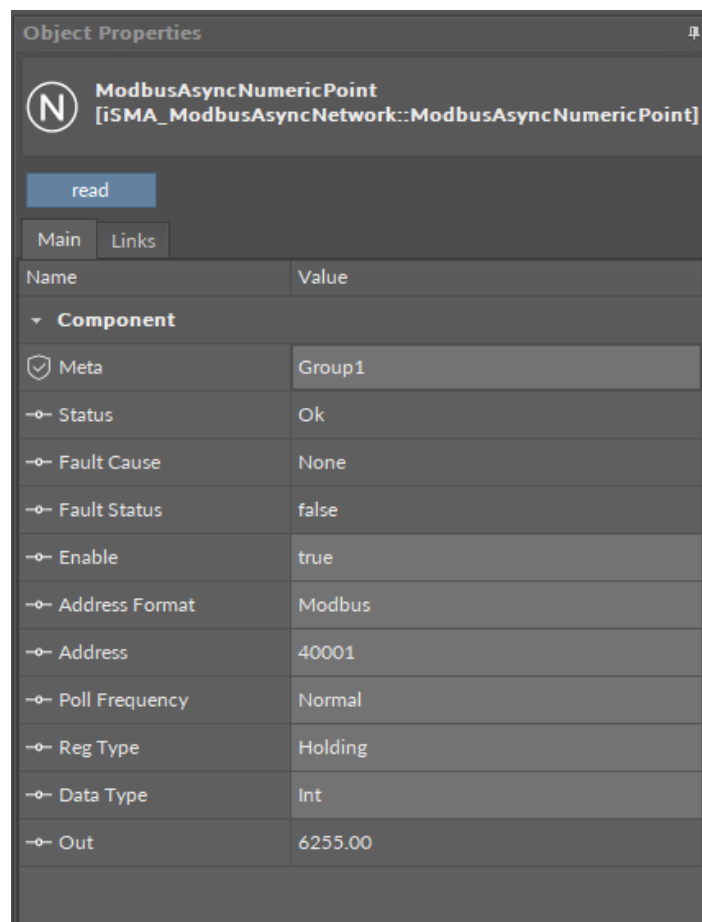 Object Properties
ModbusAsyncNumericPoint
[iSMA_ModbusAsyncNetwork::ModbusAsyncNumericPoint]
read
Main Links
Name Value
Component
Meta Group1
Status Ok
Fault Cause None
Fault Status false
Enable true
Address Format Modbus
Address 40001
Poll Frequency Normal
Reg Type Holding
Data Type Int
Out 6255.00